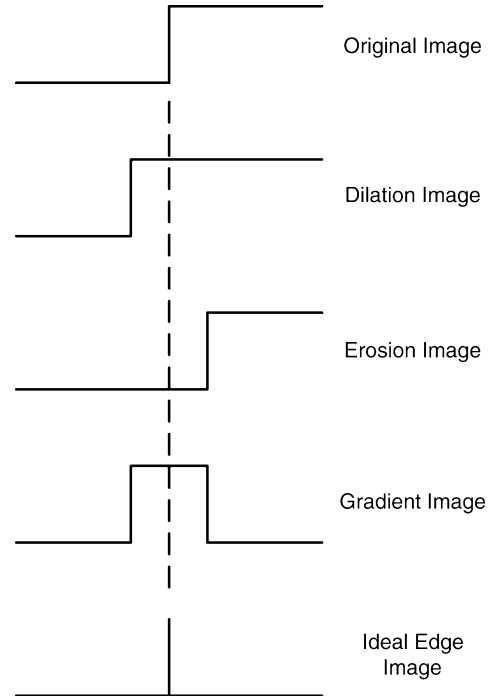 Original Image
Dilation Image
Erosion Image
Gradient Image
Ideal Edge
Image